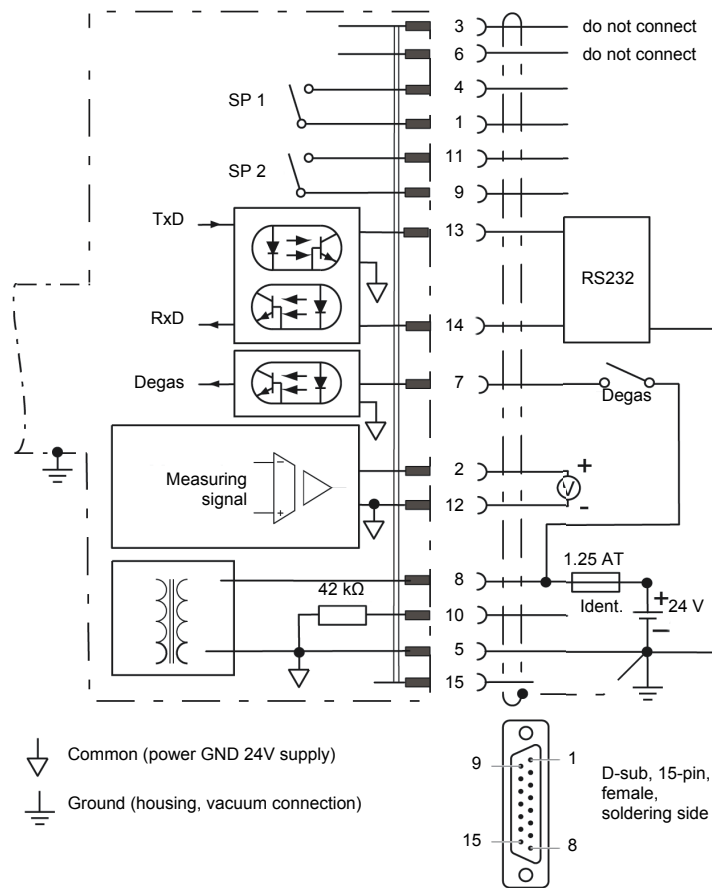 3 do not connect
6 do not connect
SP 1
4
1
SP 2
11
9
TxD
13
RS232
RxD
14
Degas
7
Degas
Measuring
signal
−
+
2
+
V
12
-
8
1.25 AT
42 kΩ
10
Ident.
+
24 V
−
5
15
Common (power GND 24V supply)
Ground (housing, vacuum connection)
9
1
15
8
D-sub, 15-pin,
female,
soldering side